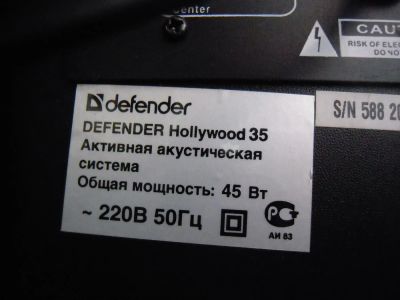 Center
CAUT
RISK OF ELEC
DO NO
defender
DEFENDER Hollywood 35
S/N 588 20
Активная акустическая
система
Общая мощность: 45 Вт
~ 220В 50Гц
АИ 83